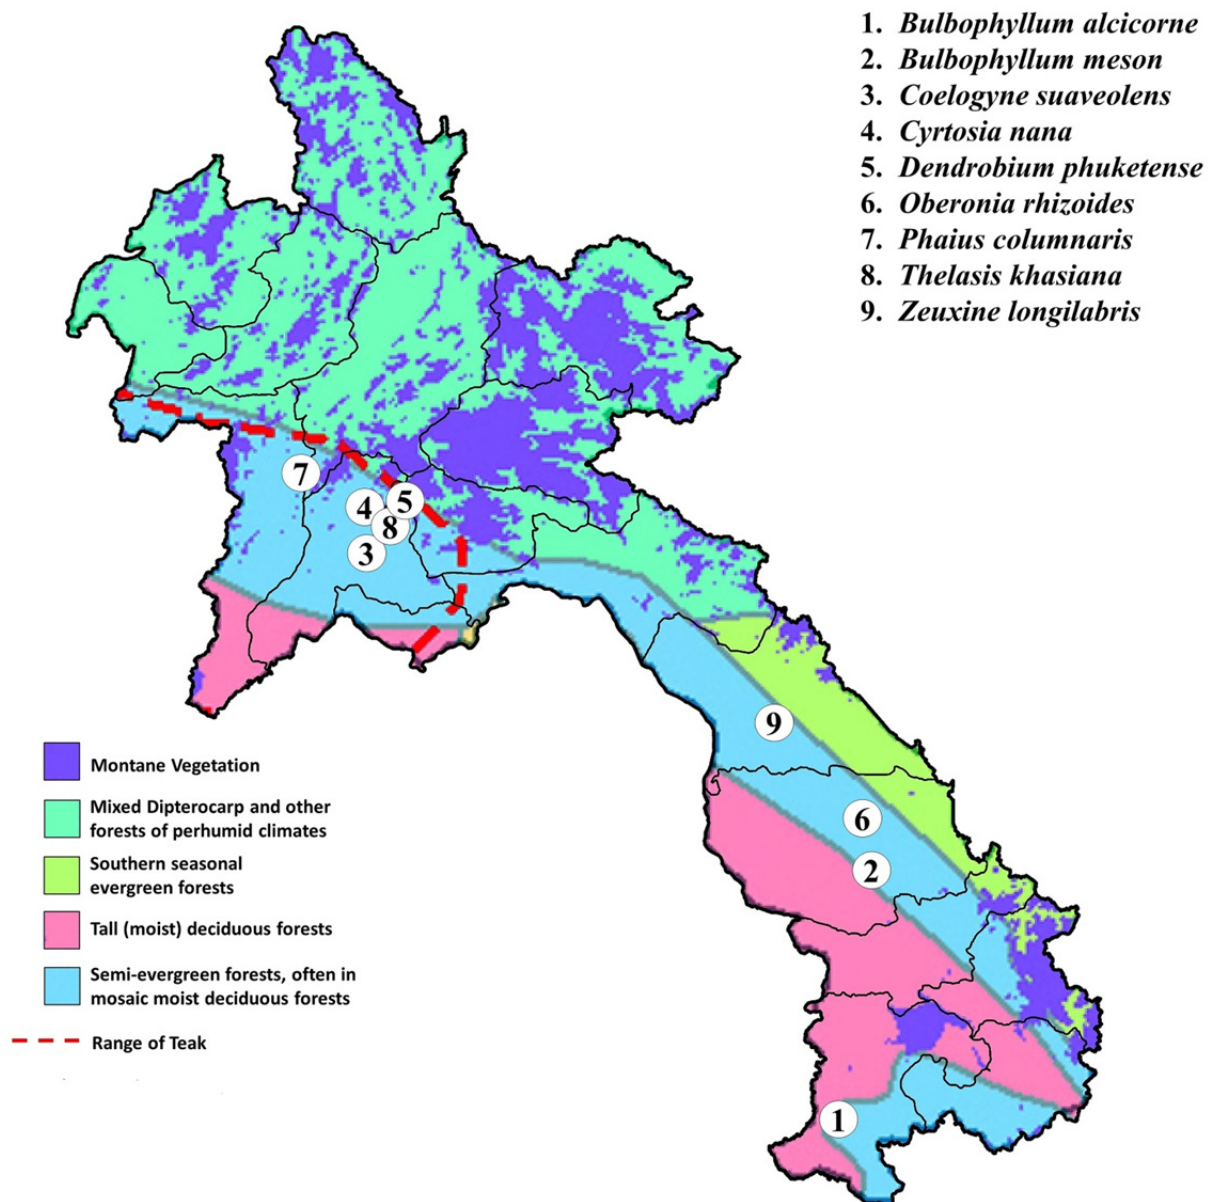 1. Bulbophyllum alcicorne
2. Bulbophyllum meson
3. Coelogyne suaveolens
4. Cyrtosia nana
5. Dendrobium phuketense
6. Oberonia rhizoides
7. Phaius columnaris
8. Thelasis khasiana
9. Zeuxine longilabris
7
4
5
8
3
9
6
2
1
Montane Vegetation
Mixed Dipterocarp and other
forests of perhumid climates
Southern seasonal
evergreen forests
Tall (moist) deciduous forests
Semi-evergreen forests, often in
mosaic moist deciduous forests
Range of Teak